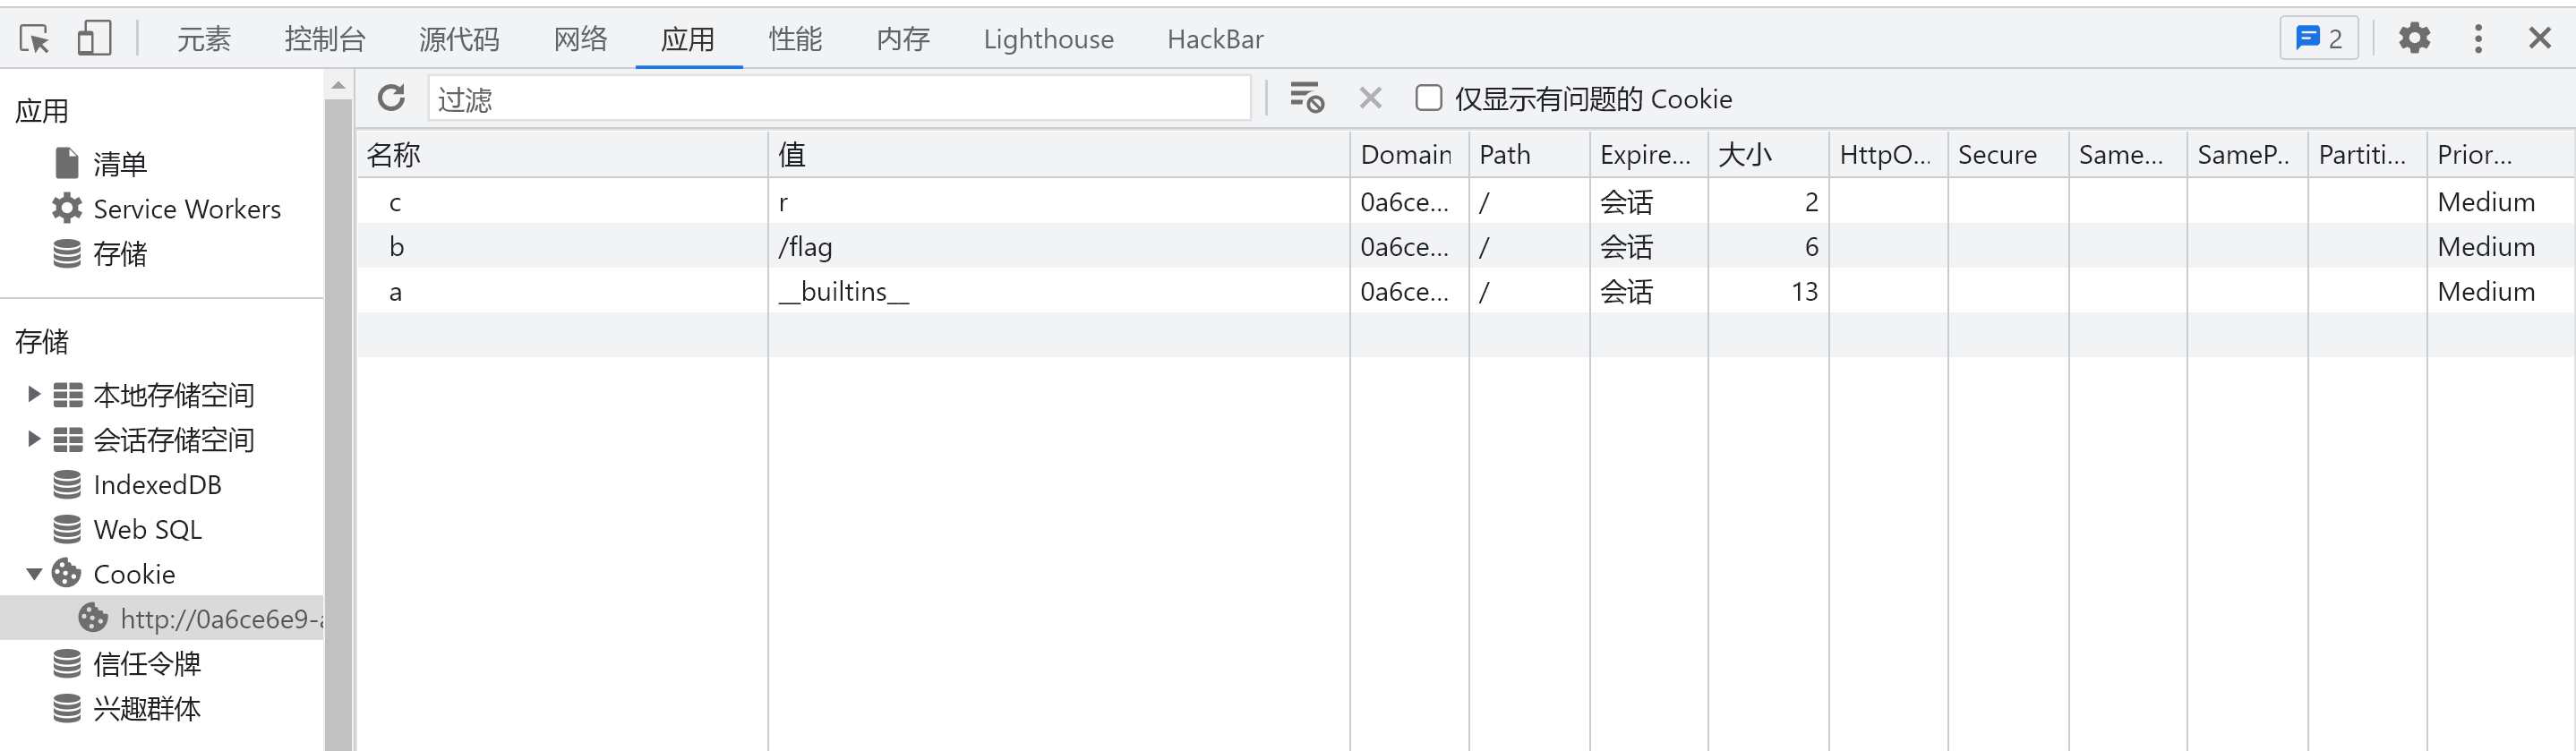 元素 控制台 源代码 网络 应用 性能 内存 Lighthouse HackBar 2
应用
清单
Service Workers
存储
存储
本地存储空间
会话存储空间
IndexedDB
Web SQL
Cookie
http://0a6ce6e9-a
信任令牌
兴趣群体
过滤 仅显示有问题的 Cookie
名称 值 Domain Path Expire... 大小 HttpO... Secure Same... SameP.. Partiti... Prior...
c r 0a6ce... / 会话 2 Medium
b /flag 0a6ce... / 会话 6 Medium
a __builtins__ 0a6ce... / 会话 13 Medium